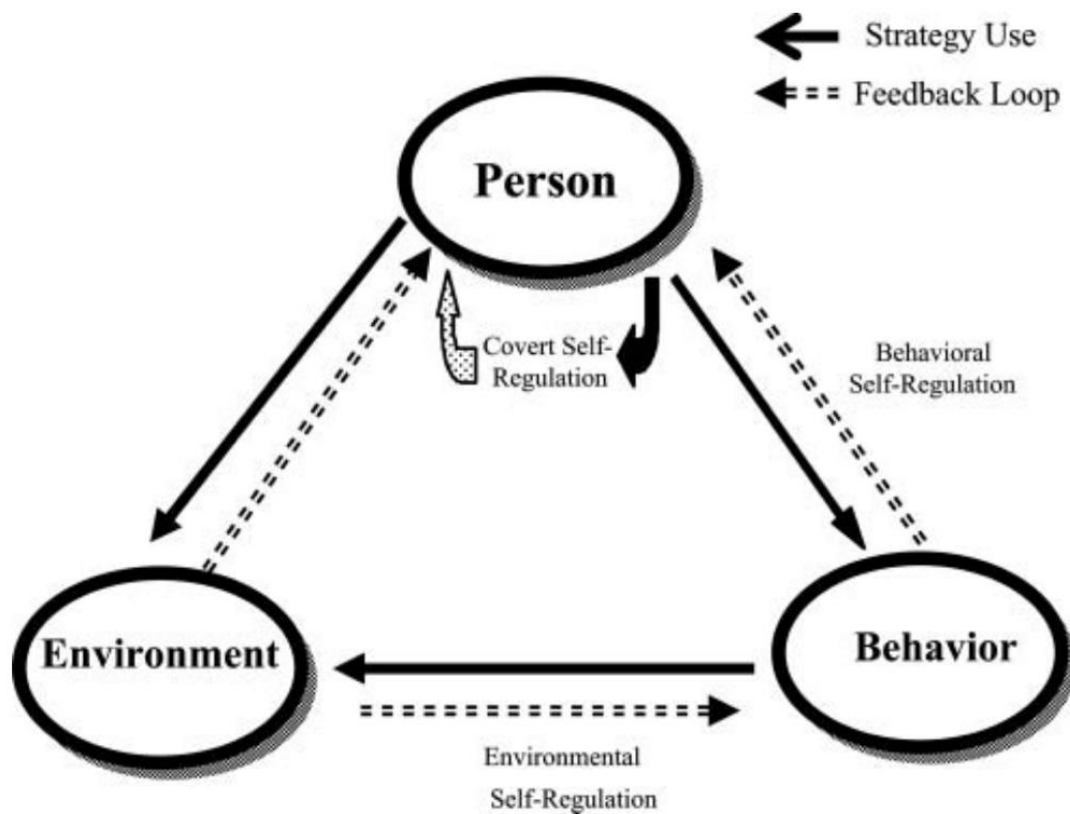 Strategy Use
Feedback Loop
Person
Covert Self-
Regulation
Behavioral
Self-Regulation
Environment
Behavior
Environmental
Self-Regulation